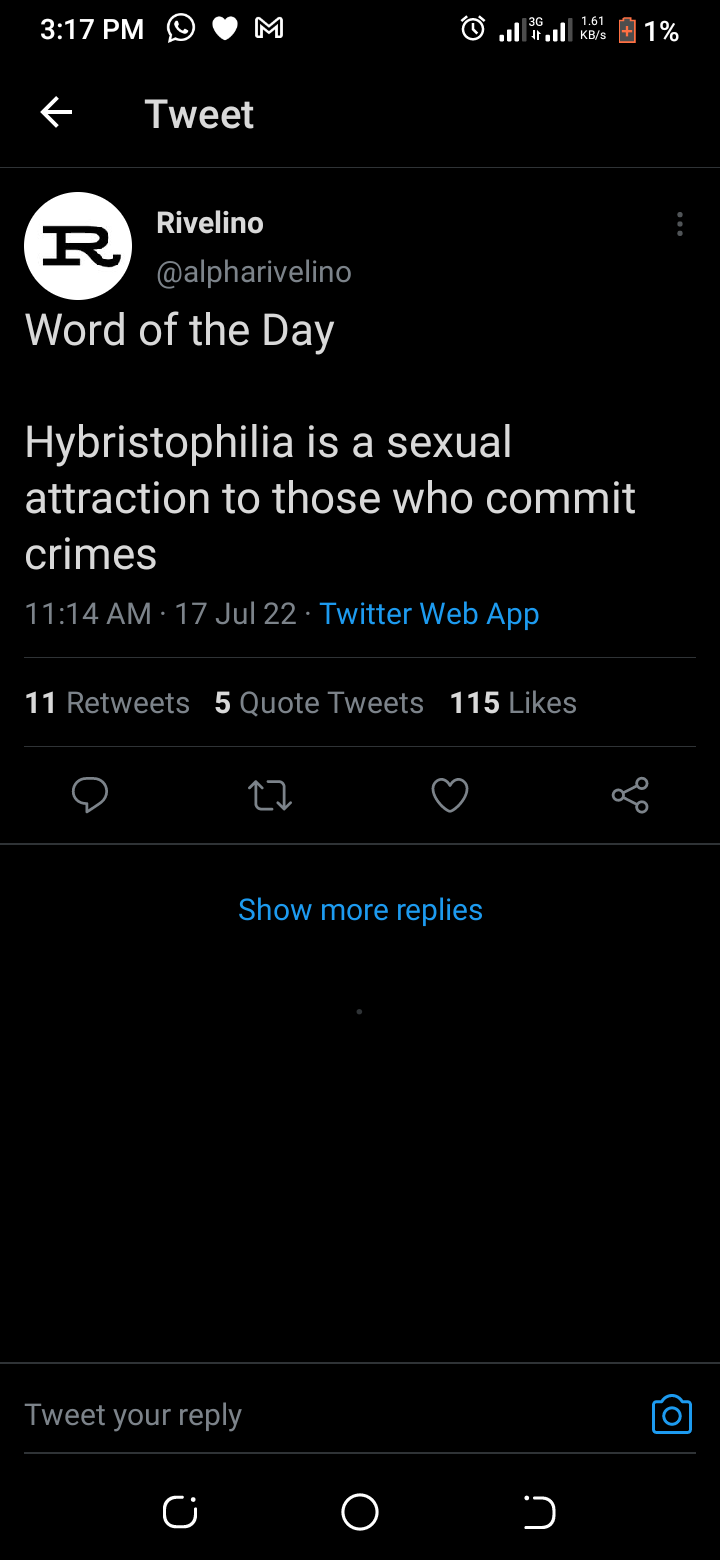 3:17 PM 3G 1.61 KB/s 1%
Tweet
R
Rivelino
@alpharivelino
Word of the Day
Hybristophilia is a sexual
attraction to those who commit
crimes
11:14 AM · 17 Jul 22 · Twitter Web App
11 Retweets 5 Quote Tweets 115 Likes
Show more replies
Tweet your reply